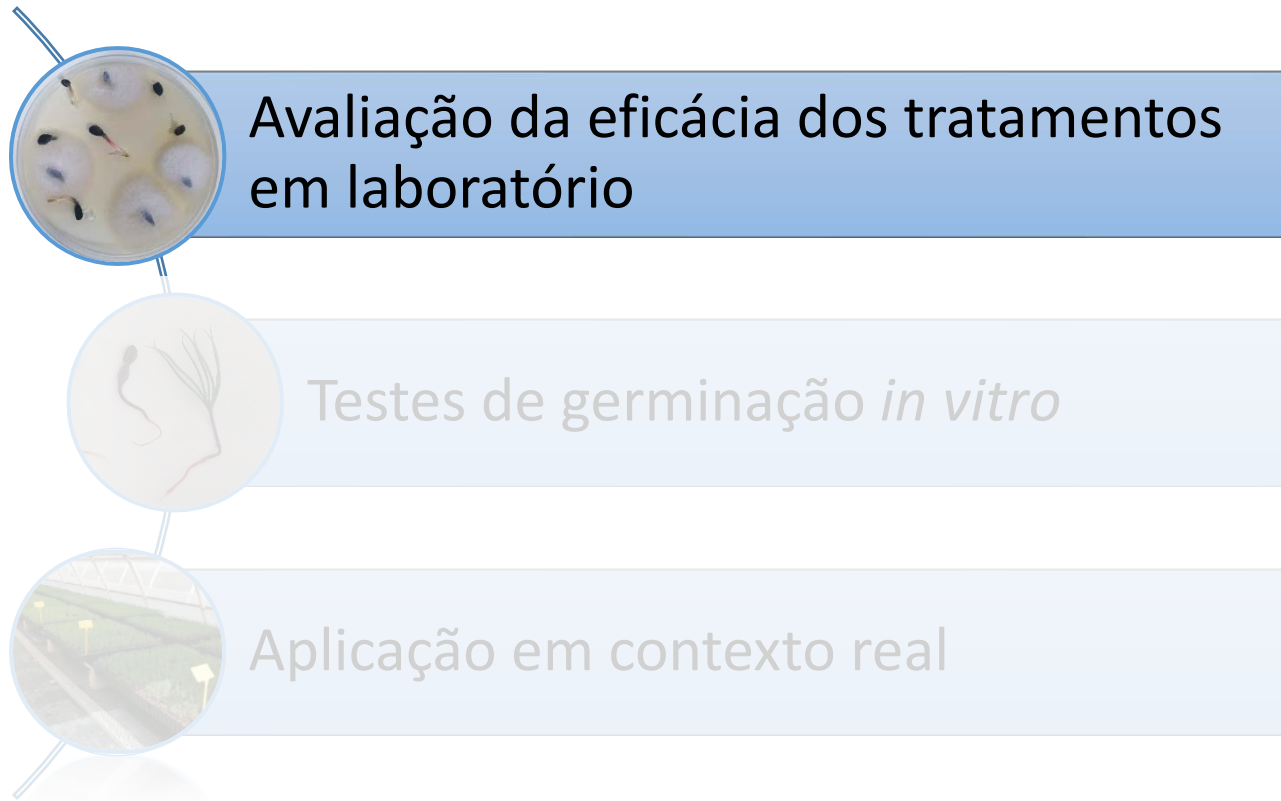 Avaliação da eficácia dos tratamentos
em laboratório
Testes de germinação in vitro
Aplicação em contexto real